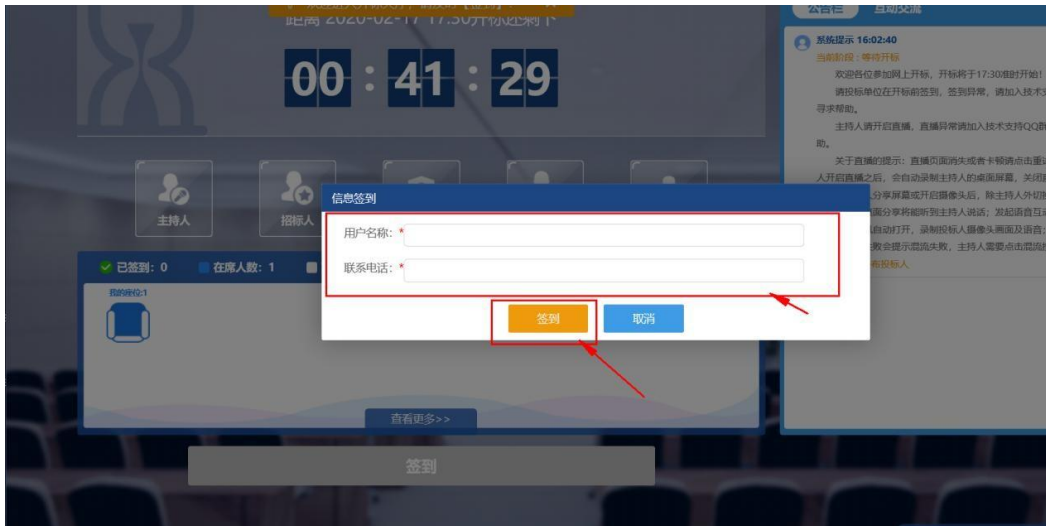 距离 2020-02-17 17:30开标还剩下
00 : 41 : 29
主持人
招标人
已签到：0
在席人数：1
我的座位:1
查看更多>>
签到
信息签到
用户名称：*
联系电话：*
签到
取消
公告栏
互动交流
系统提示 16:02:40
当前阶段：等待开标
欢迎各位参加网上开标，开标将于17:30准时开始！
请投标单位在开标前签到，签到异常，请加入技术支
寻求帮助。
主持人请开启直播，直播异常请加入技术支持QQ群
助。
关于直播的提示：直播页面消失或者卡顿请点击重
人开启直播之后，会自动录制主持人的桌面屏幕，关闭
分享屏幕或开启摄像头后，除主持人外切
面分享将能听到主持人说话；发起语音互
自动打开，录制投标人摄像头画面及语音；
败会提示混流失败，主持人需要点击混流
布投标人